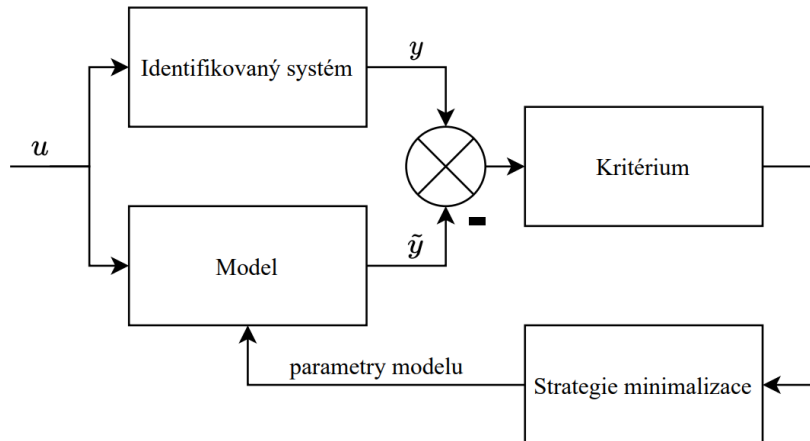 Identifikovaný systém
y
u
Kritérium
-
ỹ
Model
parametry modelu
Strategie minimalizace